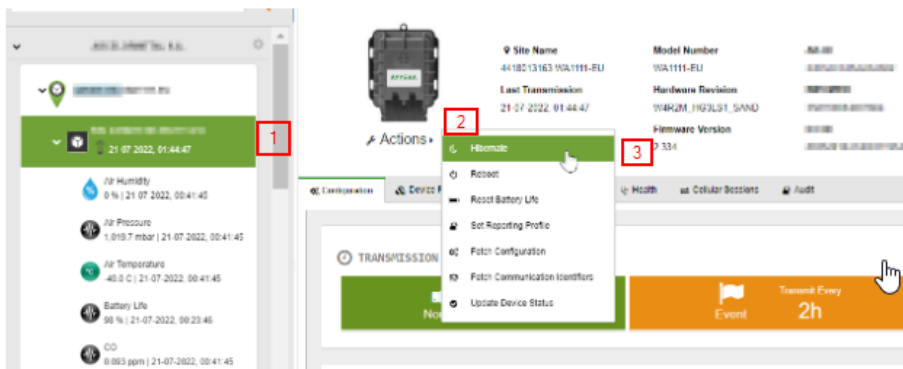 21 07 2022, 01:44:47
1
Air Humidity
0 % | 21 07 2022, 00:41:45
Air Pressure
1,019.7 mbar | 21-07-2022, 00:41:45
Air Temperature
-40.0 C | 21-07-2022, 00:41:45
Battery Life
98 % | 21-07-2022, 00:23:46
CO
0.093 ppm | 21-07-2022, 00:41:45
Site Name
4418013163 WA1111-EU
Last Transmission
21-07-2022, 01:44:47
Model Number
WA1111-EU
Hardware Revision
Firmware Version
2 334
Actions
2
3
Hibernate
Reboot
Reset Battery Life
Set Reporting Profile
Fetch Configuration
Fetch Communication Identifiers
Update Device Status
Configuration
Device
Health
Cellular Sessions
Audit
TRANSMISSION
Event
Transmit Every
2h